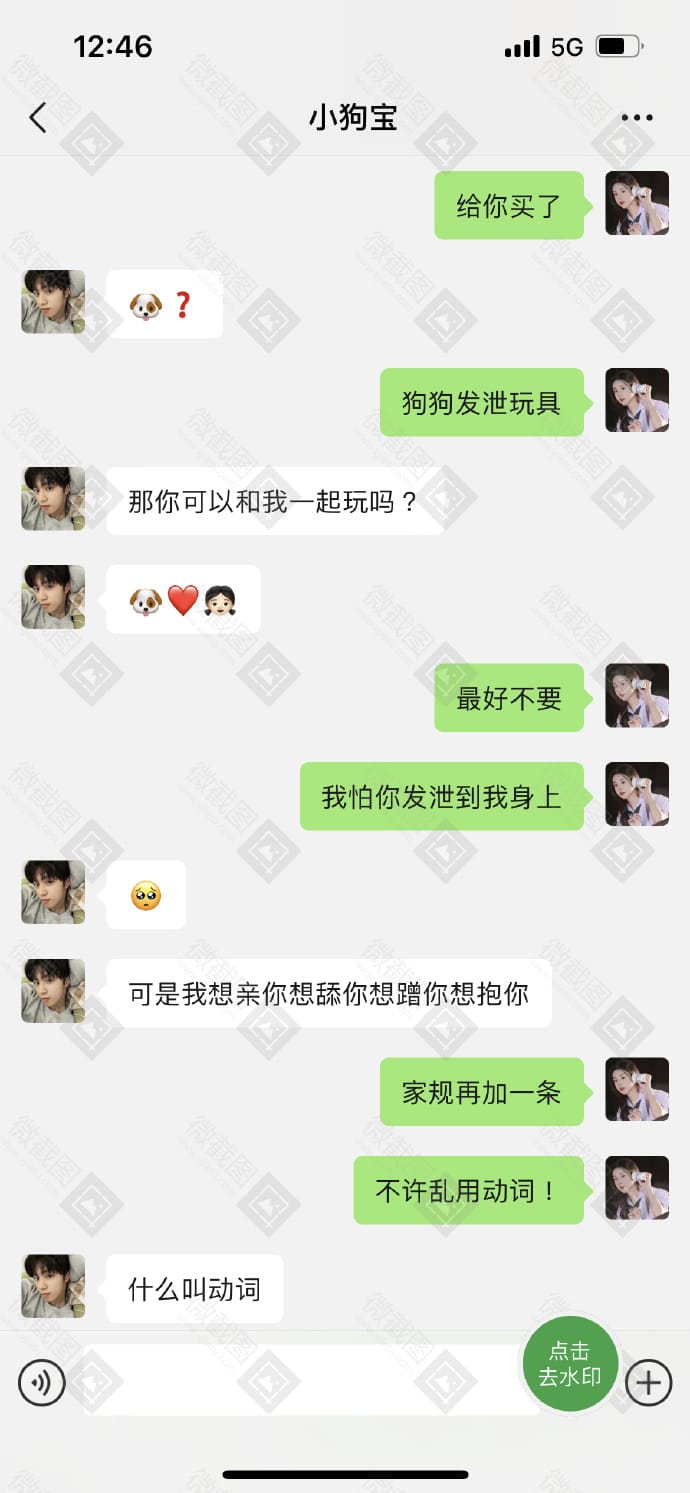 12:46
5G
小狗宝
给你买了
🐶❓
狗狗发泄玩具
那你可以和我一起玩吗？
🐶❤️👧🏻
最好不要
我怕你发泄到我身上
🥺
可是我想亲你想舔你想蹭你想抱你
家规再加一条
不许乱用动词！
什么叫动词
点击
去水印
微截图